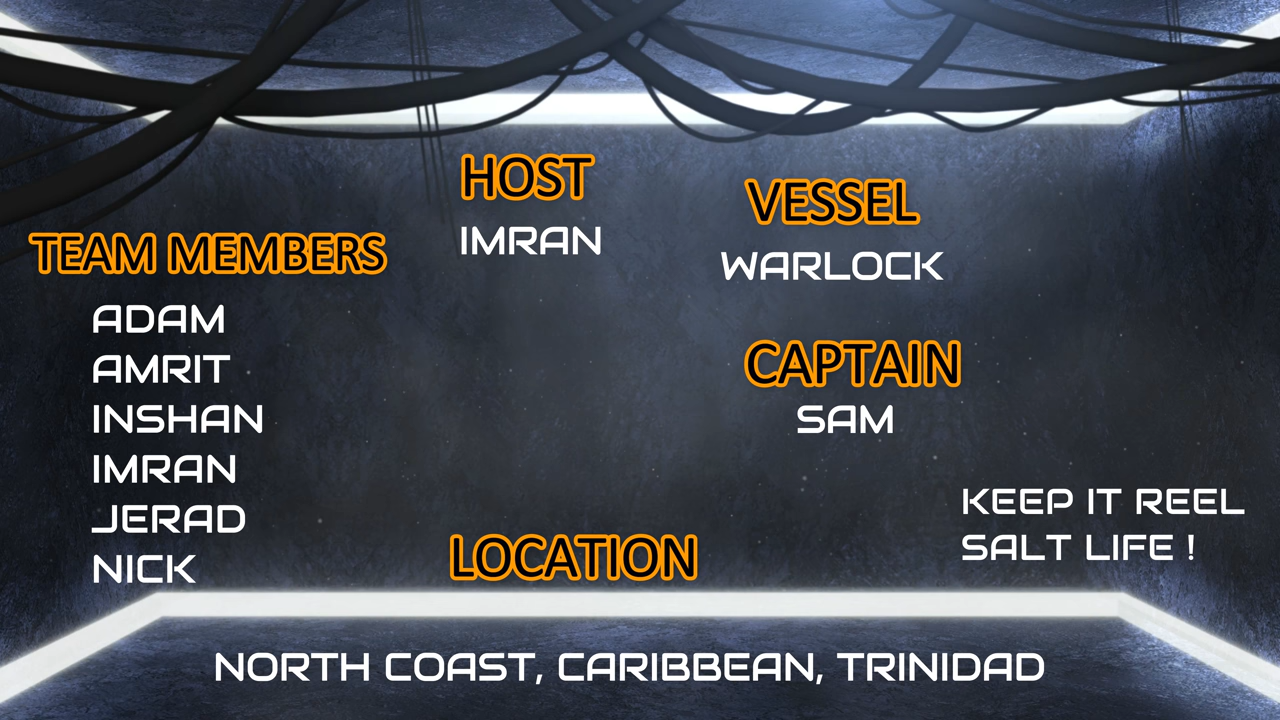 HOST
IMRAN
VESSEL
WARLOCK
TEAM MEMBERS
ADAM
AMRIT
INSHAN
IMRAN
JERAD
NICK
CAPTAIN
SAM
KEEP IT REEL
SALT LIFE !
LOCATION
NORTH COAST, CARIBBEAN, TRINIDAD